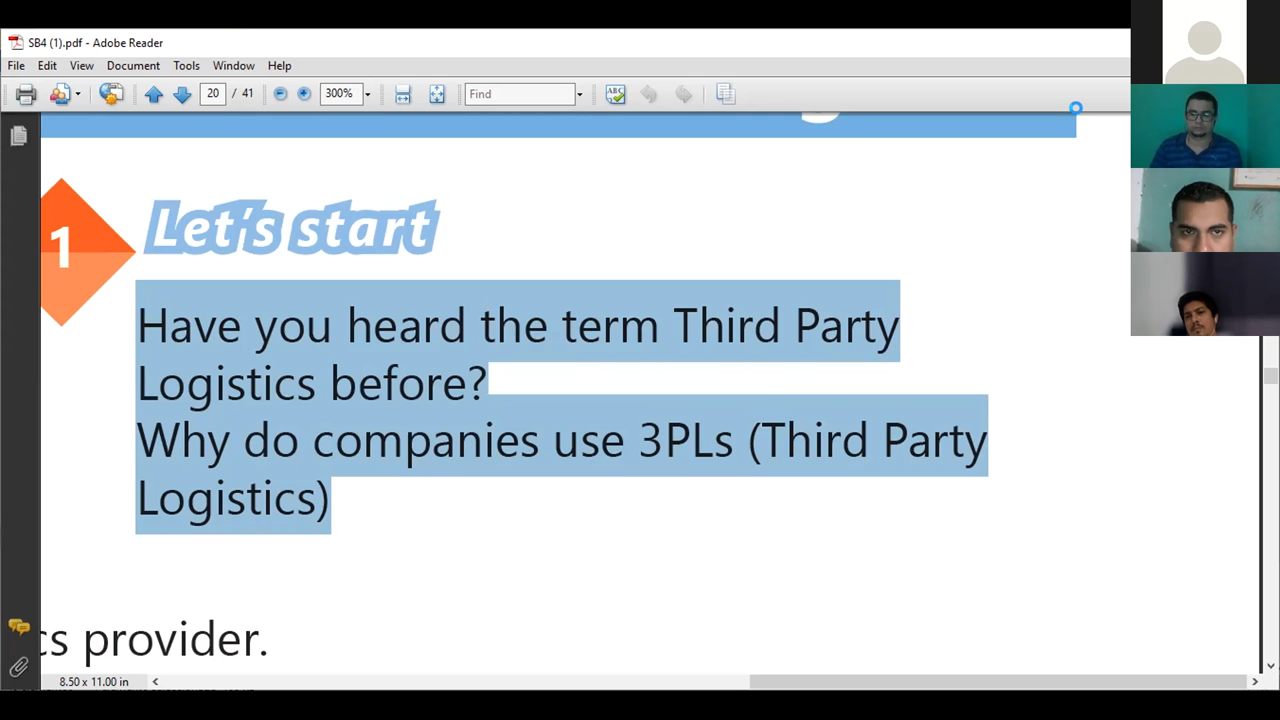 SB4 (1).pdf - Adobe Reader
File Edit View Document Tools Window Help
20 / 41 300% Find
1 Let's start
Have you heard the term Third Party
Logistics before?
Why do companies use 3PLs (Third Party
Logistics)
cs provider.
8.50 x 11.00 in